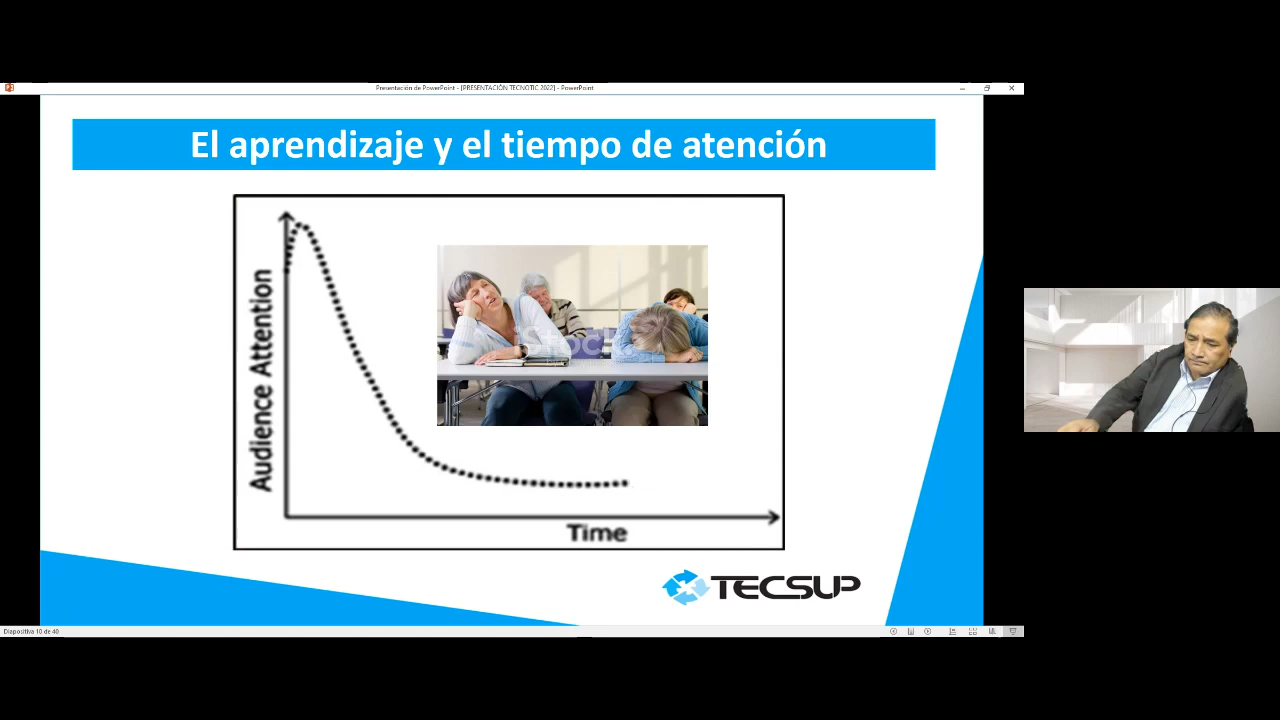 Presentación de PowerPoint - [PRESENTACIÓN TECNOTIC 2022] - PowerPoint
El aprendizaje y el tiempo de atención
Audience Attention
iStock
Time
TECSUP
Diapositiva 10 de 40